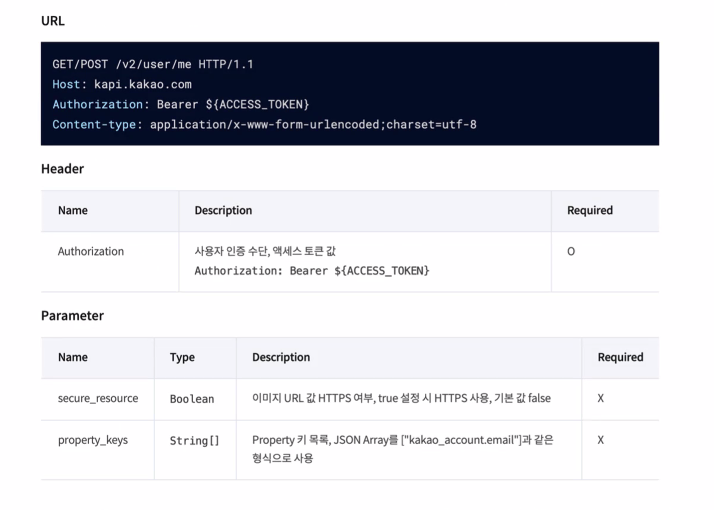 URL
GET/POST /v2/user/me HTTP/1.1
Host: kapi.kakao.com
Authorization: Bearer ${ACCESS_TOKEN}
Content-type: application/x-www-form-urlencoded;charset=utf-8
Header
Name Description Required
Authorization 사용자 인증 수단, 액세스 토큰 값 O
Authorization: Bearer ${ACCESS_TOKEN}
Parameter
Name Type Description Required
secure_resource Boolean 이미지 URL 값 HTTPS 여부, true 설정 시 HTTPS 사용, 기본 값 false X
property_keys String[] Property 키 목록, JSON Array를 ["kakao_account.email"]과 같은 X
형식으로 사용